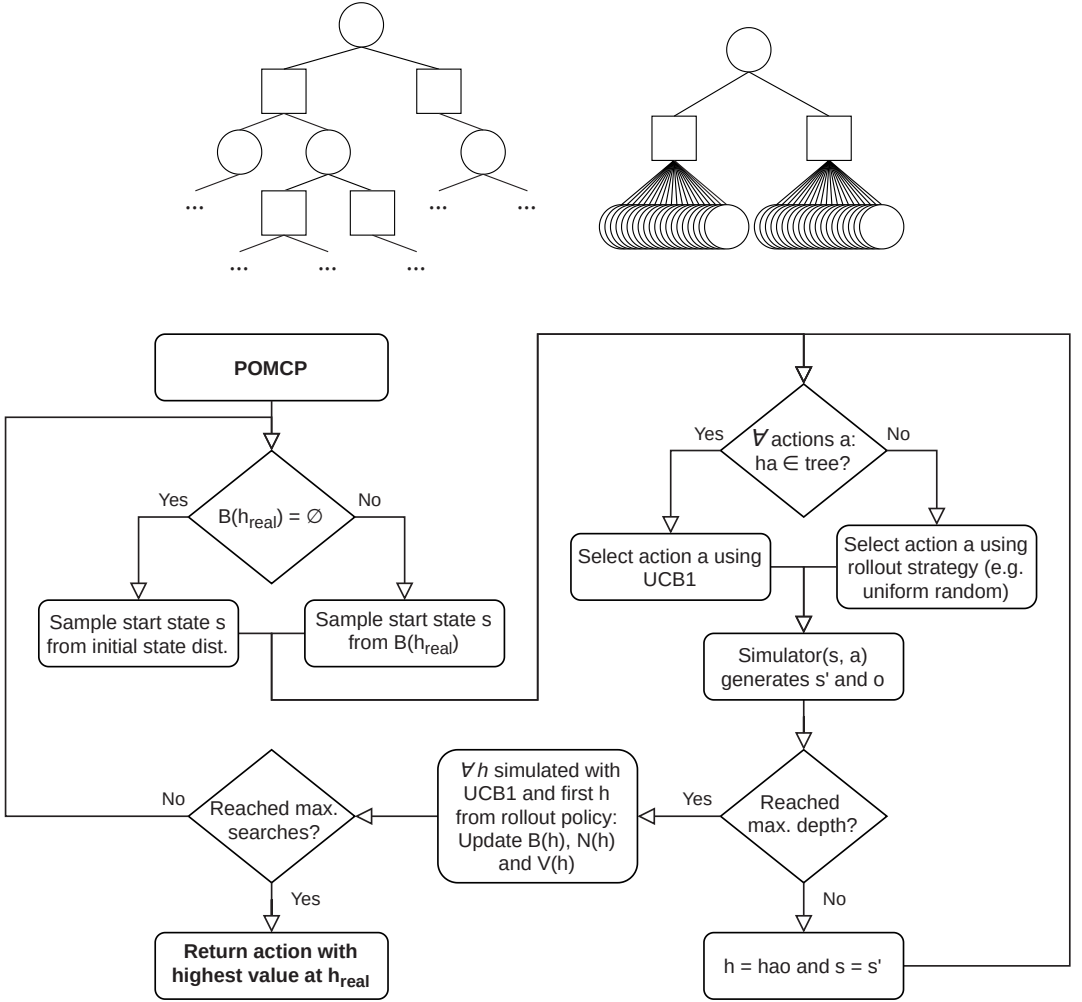 ...
...
...
...
...
...
POMCP
B(h_real) = ∅
Yes
No
Sample start state s
from initial state dist.
Sample start state s
from B(h_real)
∀ actions a:
ha ∈ tree?
Yes
No
Select action a using
UCB1
Select action a using
rollout strategy (e.g.
uniform random)
Simulator(s, a)
generates s' and o
Reached
max. depth?
Yes
No
h = hao and s = s'
∀ h simulated with
UCB1 and first h
from rollout policy:
Update B(h), N(h)
and V(h)
Reached max.
searches?
No
Yes
Return action with
highest value at h_real